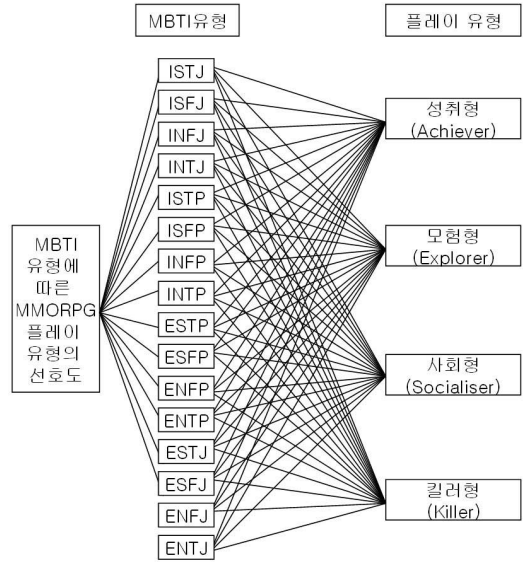 MBTI유형
플레이 유형
ISTJ
ISFJ
INFJ
INTJ
ISTP
ISFP
INFP
INTP
ESTP
ESFP
ENFP
ENTP
ESTJ
ESFJ
ENFJ
ENTJ
MBTI
유형에
따른
MMORPG
플레이
유형의
선호도
성취형
(Achiever)
모험형
(Explorer)
사회형
(Socialiser)
킬러형
(Killer)